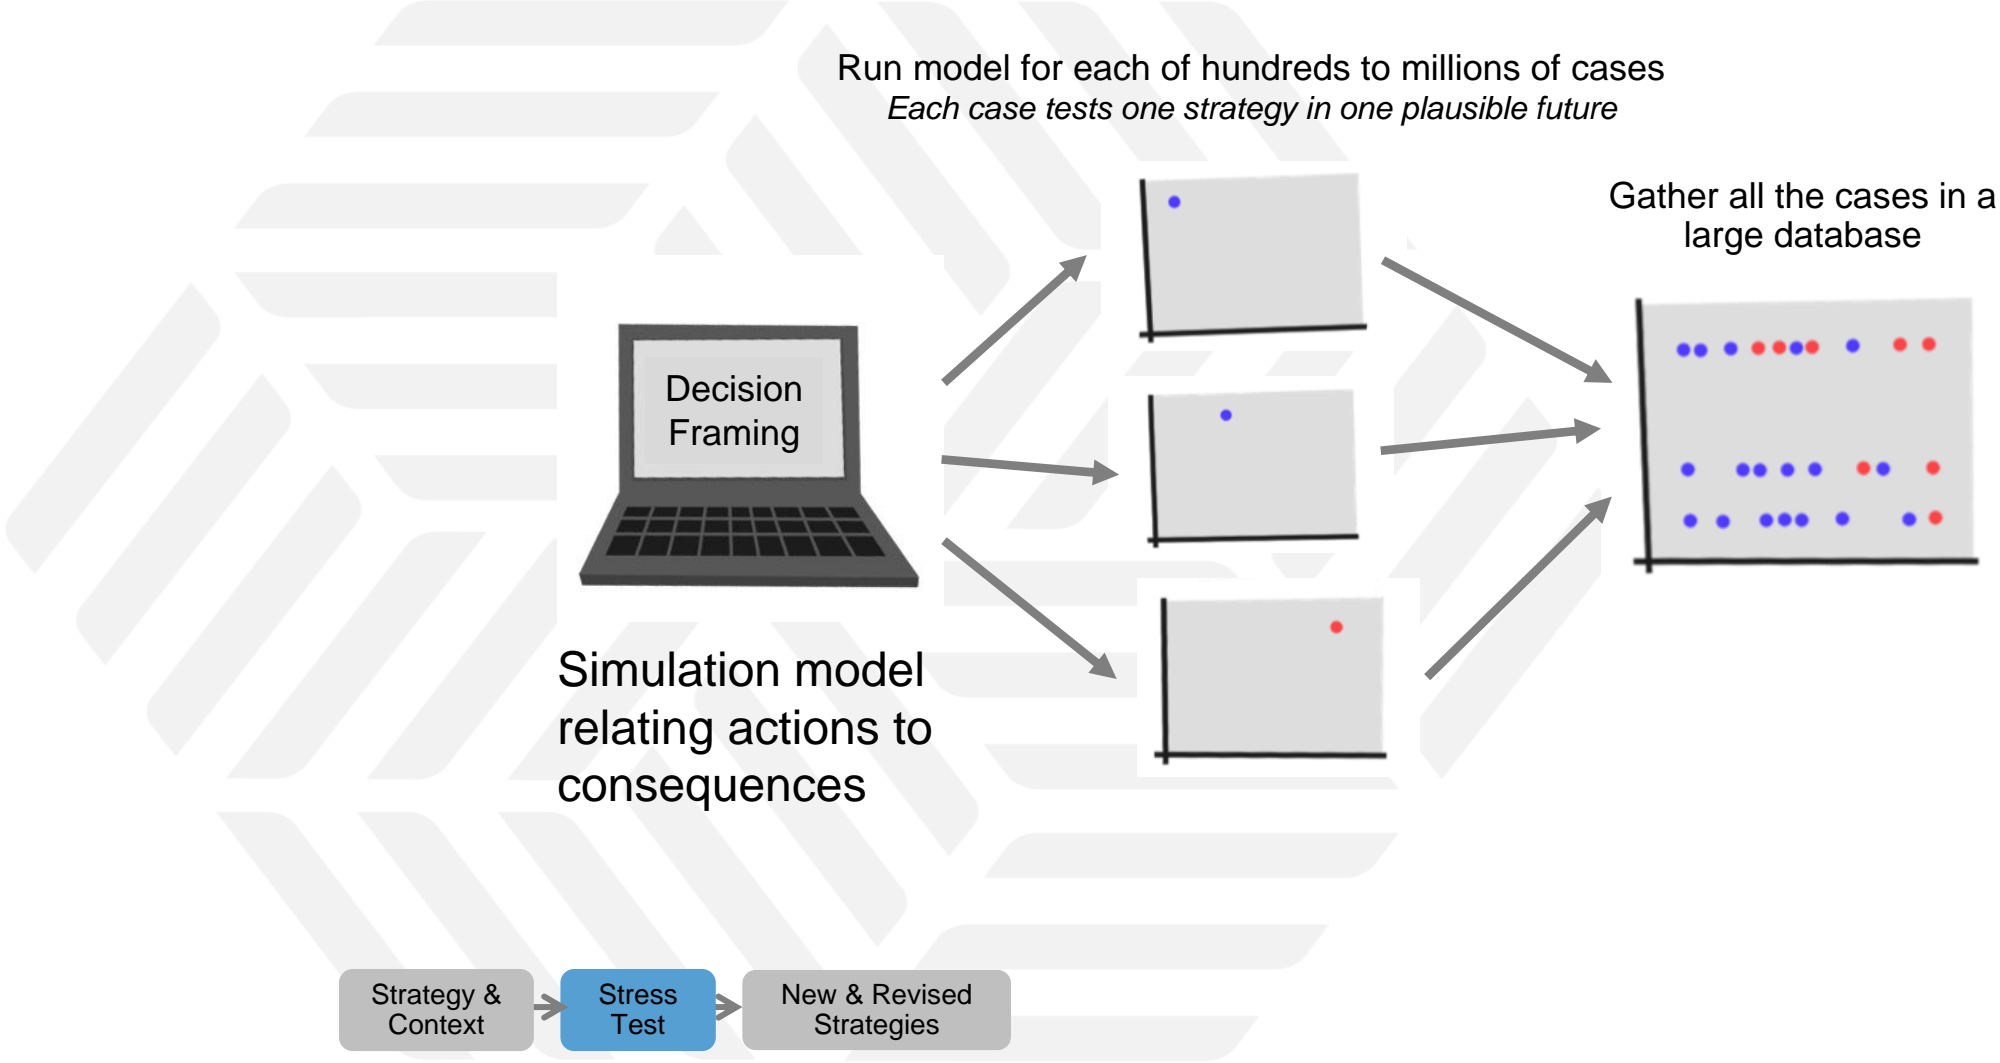 Run model for each of hundreds to millions of cases
Each case tests one strategy in one plausible future
Gather all the cases in a
large database
Decision
Framing
Simulation model
relating actions to
consequences
Strategy &
Context
Stress
Test
New & Revised
Strategies